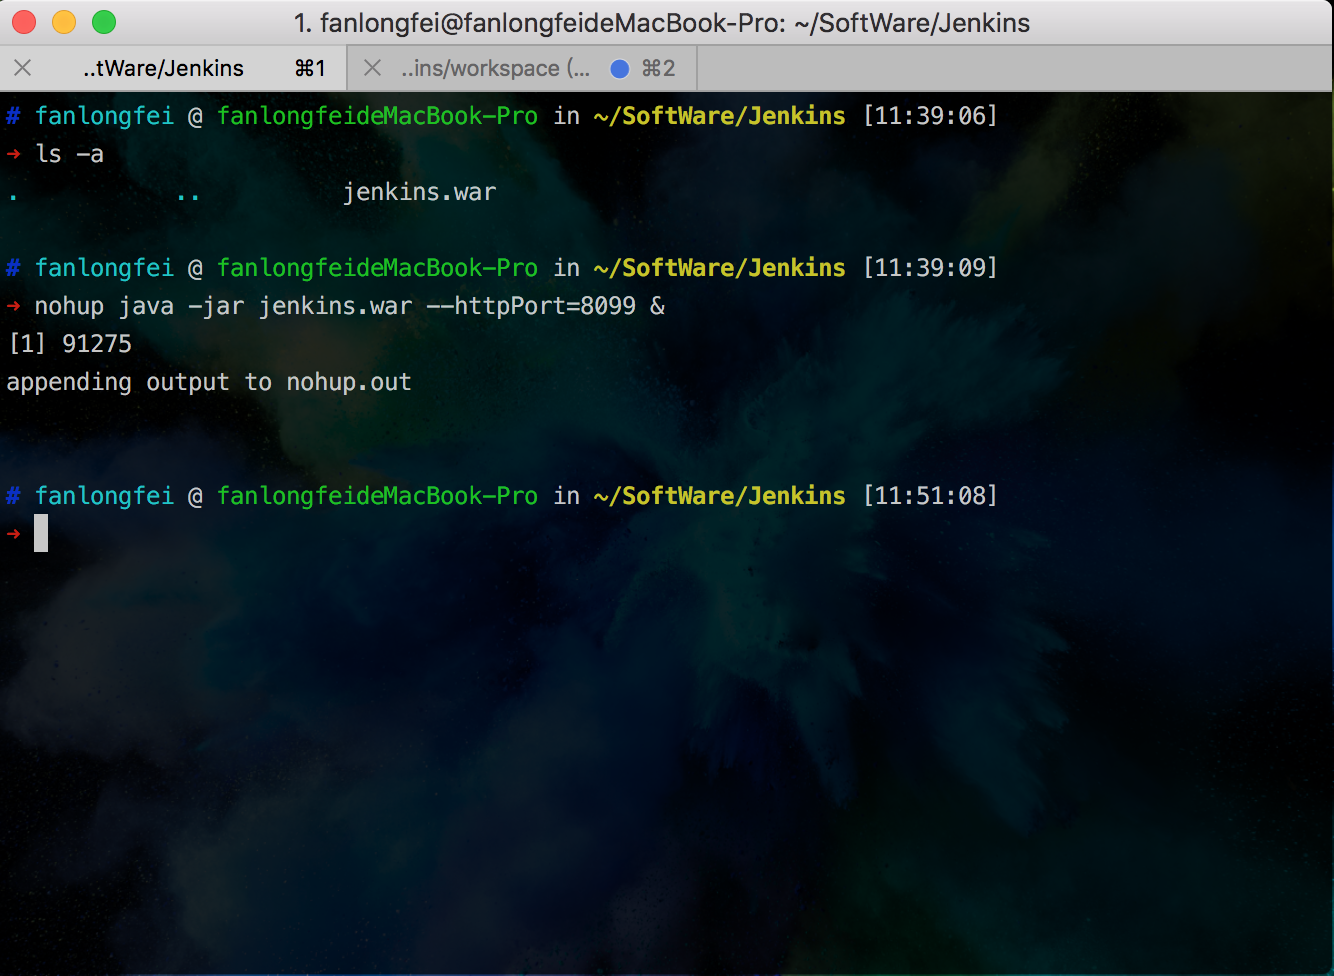 1. fanlongfei@fanlongfeideMacBook-Pro: ~/SoftWare/Jenkins
..tWare/Jenkins ⌘1 ..ins/workspace (... ⌘2
# fanlongfei @ fanlongfeideMacBook-Pro in ~/SoftWare/Jenkins [11:39:06]
→ ls -a
. .. jenkins.war
# fanlongfei @ fanlongfeideMacBook-Pro in ~/SoftWare/Jenkins [11:39:09]
→ nohup java -jar jenkins.war --httpPort=8099 &
[1] 91275
appending output to nohup.out
# fanlongfei @ fanlongfeideMacBook-Pro in ~/SoftWare/Jenkins [11:51:08]
→